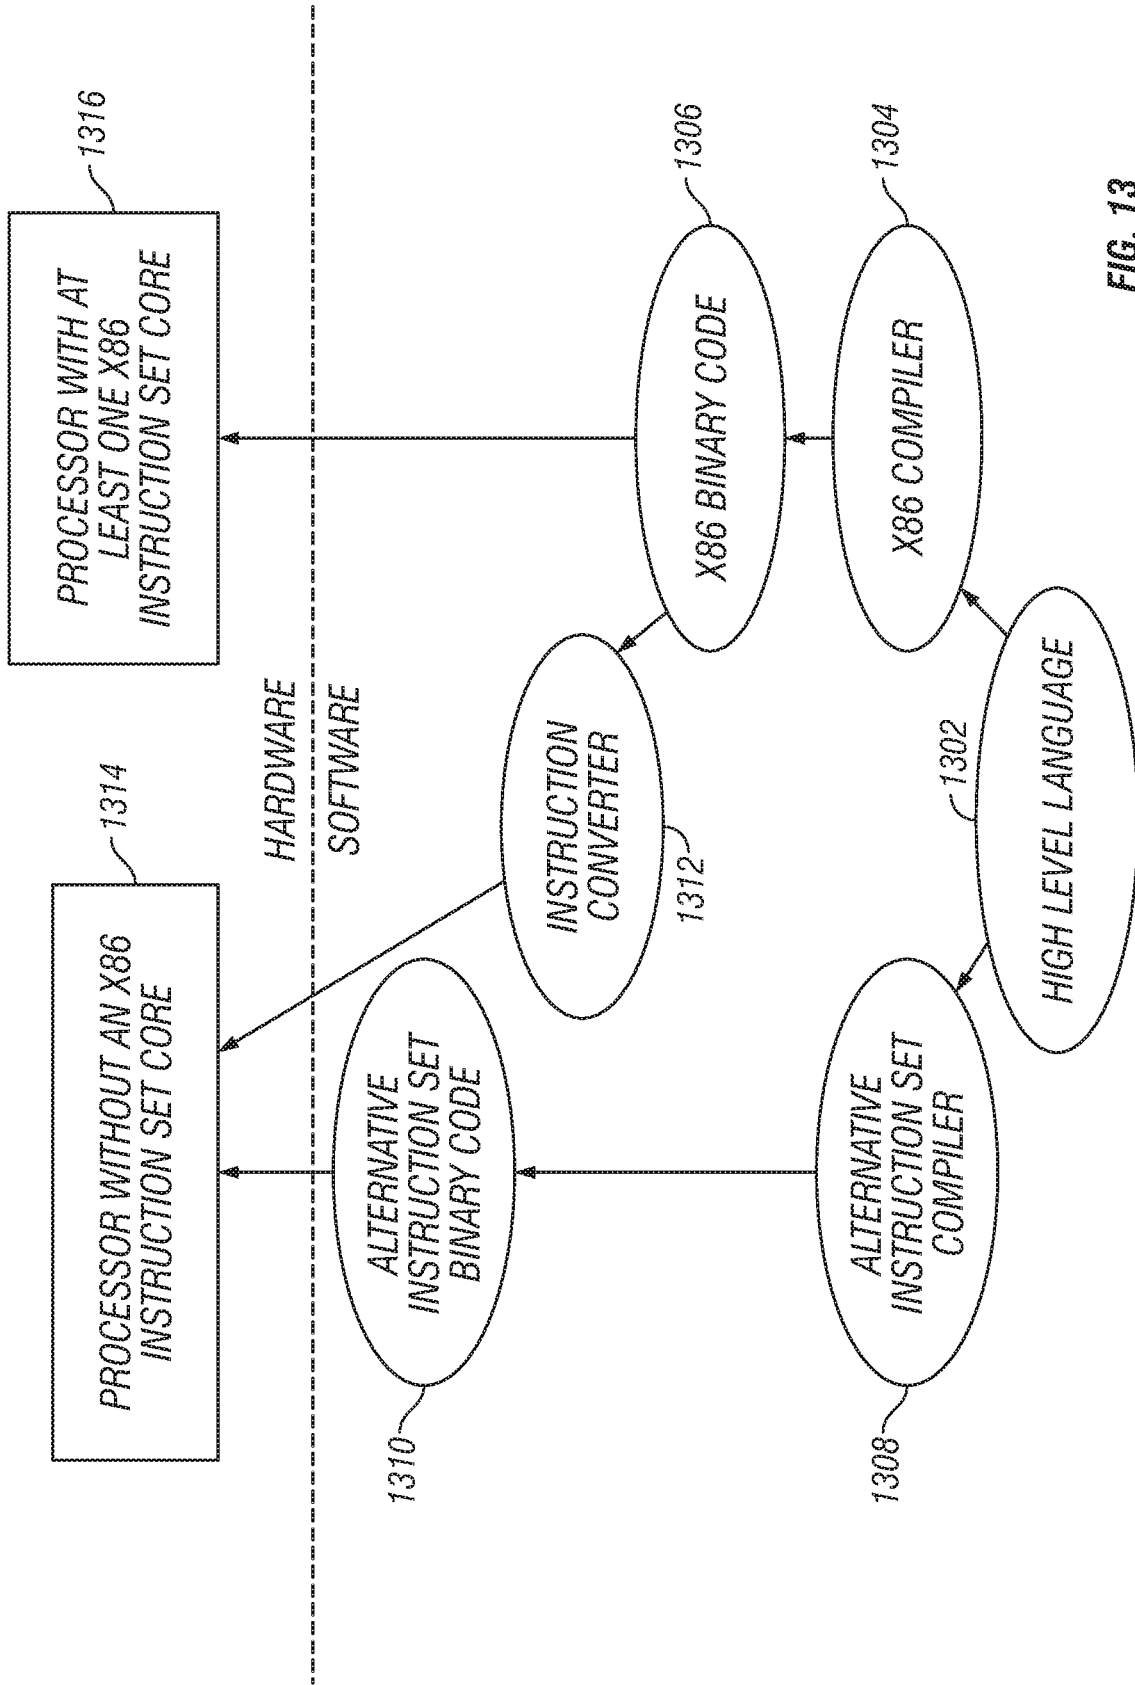 PROCESSOR WITHOUT AN X86
INSTRUCTION SET CORE
1314
PROCESSOR WITH AT
LEAST ONE X86
INSTRUCTION SET CORE
1316
HARDWARE
SOFTWARE
1310
ALTERNATIVE
INSTRUCTION SET
BINARY CODE
INSTRUCTION
CONVERTER
1312
X86 BINARY CODE
1306
1308
ALTERNATIVE
INSTRUCTION SET
COMPILER
X86 COMPILER
1304
1302
HIGH LEVEL LANGUAGE
FIG. 13